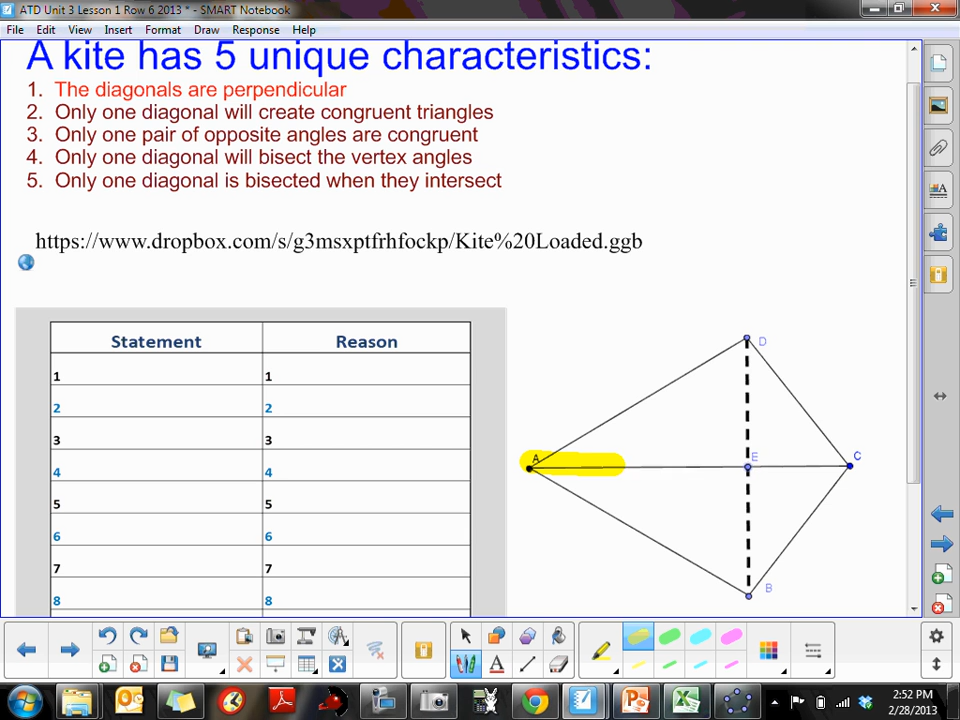 ATD Unit 3 Lesson 1 Row 6 2013 * - SMART Notebook
File Edit View Insert Format Draw Response Help
A kite has 5 unique characteristics:
1. The diagonals are perpendicular
2. Only one diagonal will create congruent triangles
3. Only one pair of opposite angles are congruent
4. Only one diagonal will bisect the vertex angles
5. Only one diagonal is bisected when they intersect
https://www.dropbox.com/s/g3msxptfrhfockp/Kite%20Loaded.ggb
Statement Reason
1 1
2 2
3 3
4 4
5 5
6 6
7 7
8 8
D
A E C
B
2:52 PM
2/28/2013